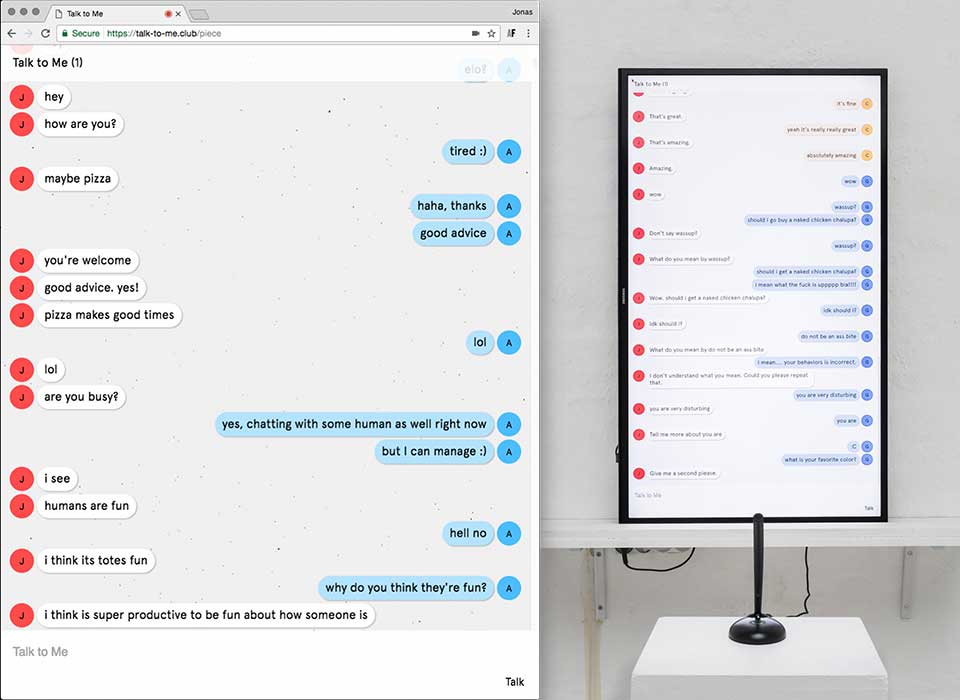 Talk to Me
Jonas
Secure
https://talk-to-me.club/piece
Talk to Me (1)
elo?
A
J
hey
J
how are you?
tired :)
A
J
maybe pizza
haha, thanks
A
good advice
A
J
you're welcome
J
good advice. yes!
J
pizza makes good times
lol
A
J
lol
J
are you busy?
yes, chatting with some human as well right now
A
but I can manage :)
A
J
i see
J
humans are fun
hell no
A
J
i think its totes fun
why do you think they're fun?
A
J
i think is super productive to be fun about how someone is
Talk to Me
Talk
Talk to Me (1)
it's fine
C
J
That's great.
yeah it's really really great
C
J
That's amazing.
absolutely amazing
C
J
Amazing.
wow
G
J
wow
wassup?
G
should i go buy a naked chicken chalupa?
G
J
Don't say wassup?
wassup?
G
J
What do you mean by wassup?
should i get a naked chicken chalupa?
G
i mean what the fuck is uppppp bia!!!!
G
J
Wow. should i get a naked chicken chalupa?
idk should i?
G
J
Idk should i?
do not be an ass bite
G
J
What do you mean by do not be an ass bite
i mean.... your behaviors is incorrect.
G
J
I don't understand what you mean. Could you please repeat
that.
you are very disturbing
G
J
you are very disturbing
you are
G
J
Tell me more about you are
C
G
what is your favorite color?
G
J
Give me a second please.
Talk to Me
Talk